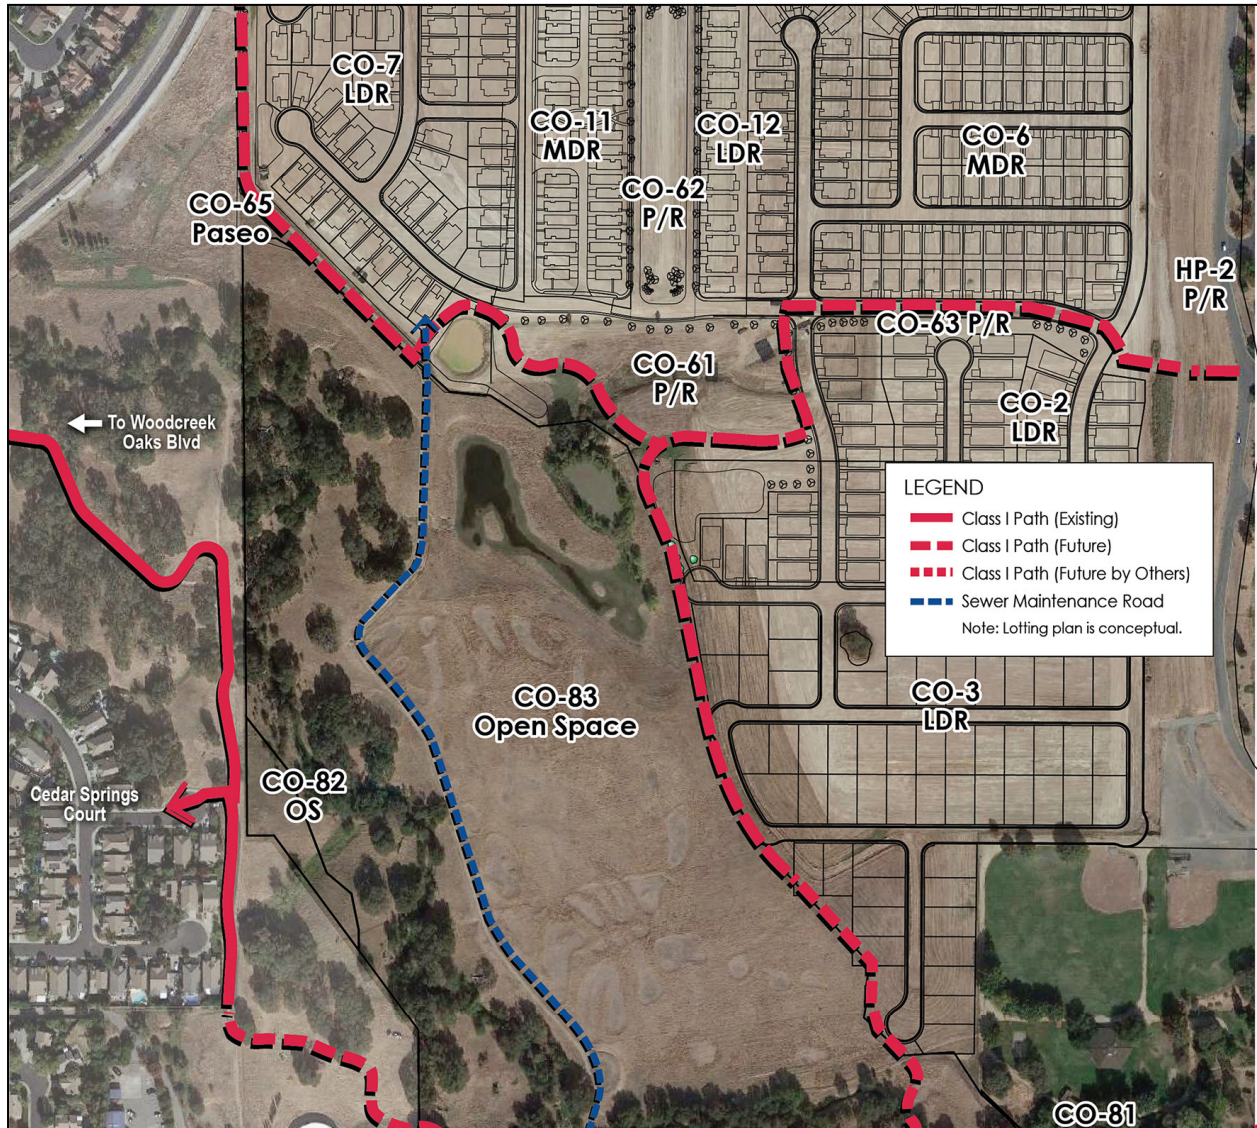 CO-7
LDR
CO-11
MDR
CO-12
LDR
CO-6
MDR
CO-62
P/R
CO-65
Paseo
HP-2
P/R
CO-63 P/R
CO-61
P/R
CO-2
LDR
To Woodcreek
Oaks Blvd
LEGEND
Class I Path (Existing)
Class I Path (Future)
Class I Path (Future by Others)
Sewer Maintenance Road
Note: Lotting plan is conceptual.
CO-83
Open Space
CO-3
LDR
CO-82
OS
Cedar Springs
Court
CO-81